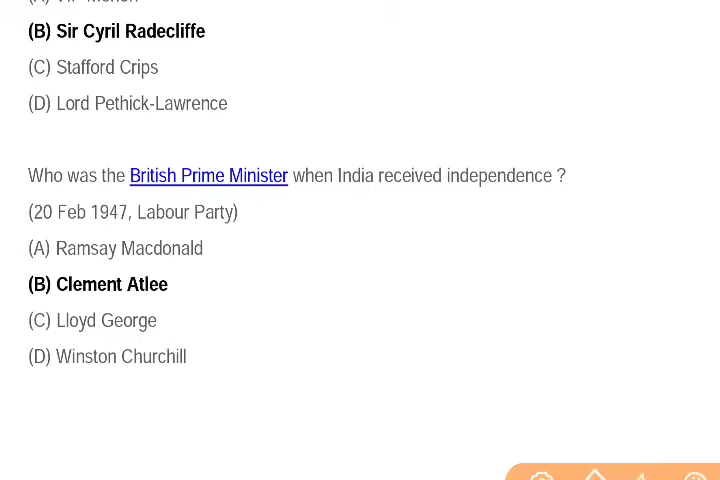 (B) Sir Cyril Radecliffe
(C) Stafford Crips
(D) Lord Pethick-Lawrence
Who was the British Prime Minister when India received independence ?
(20 Feb 1947, Labour Party)
(A) Ramsay Macdonald
(B) Clement Atlee
(C) Lloyd George
(D) Winston Churchill